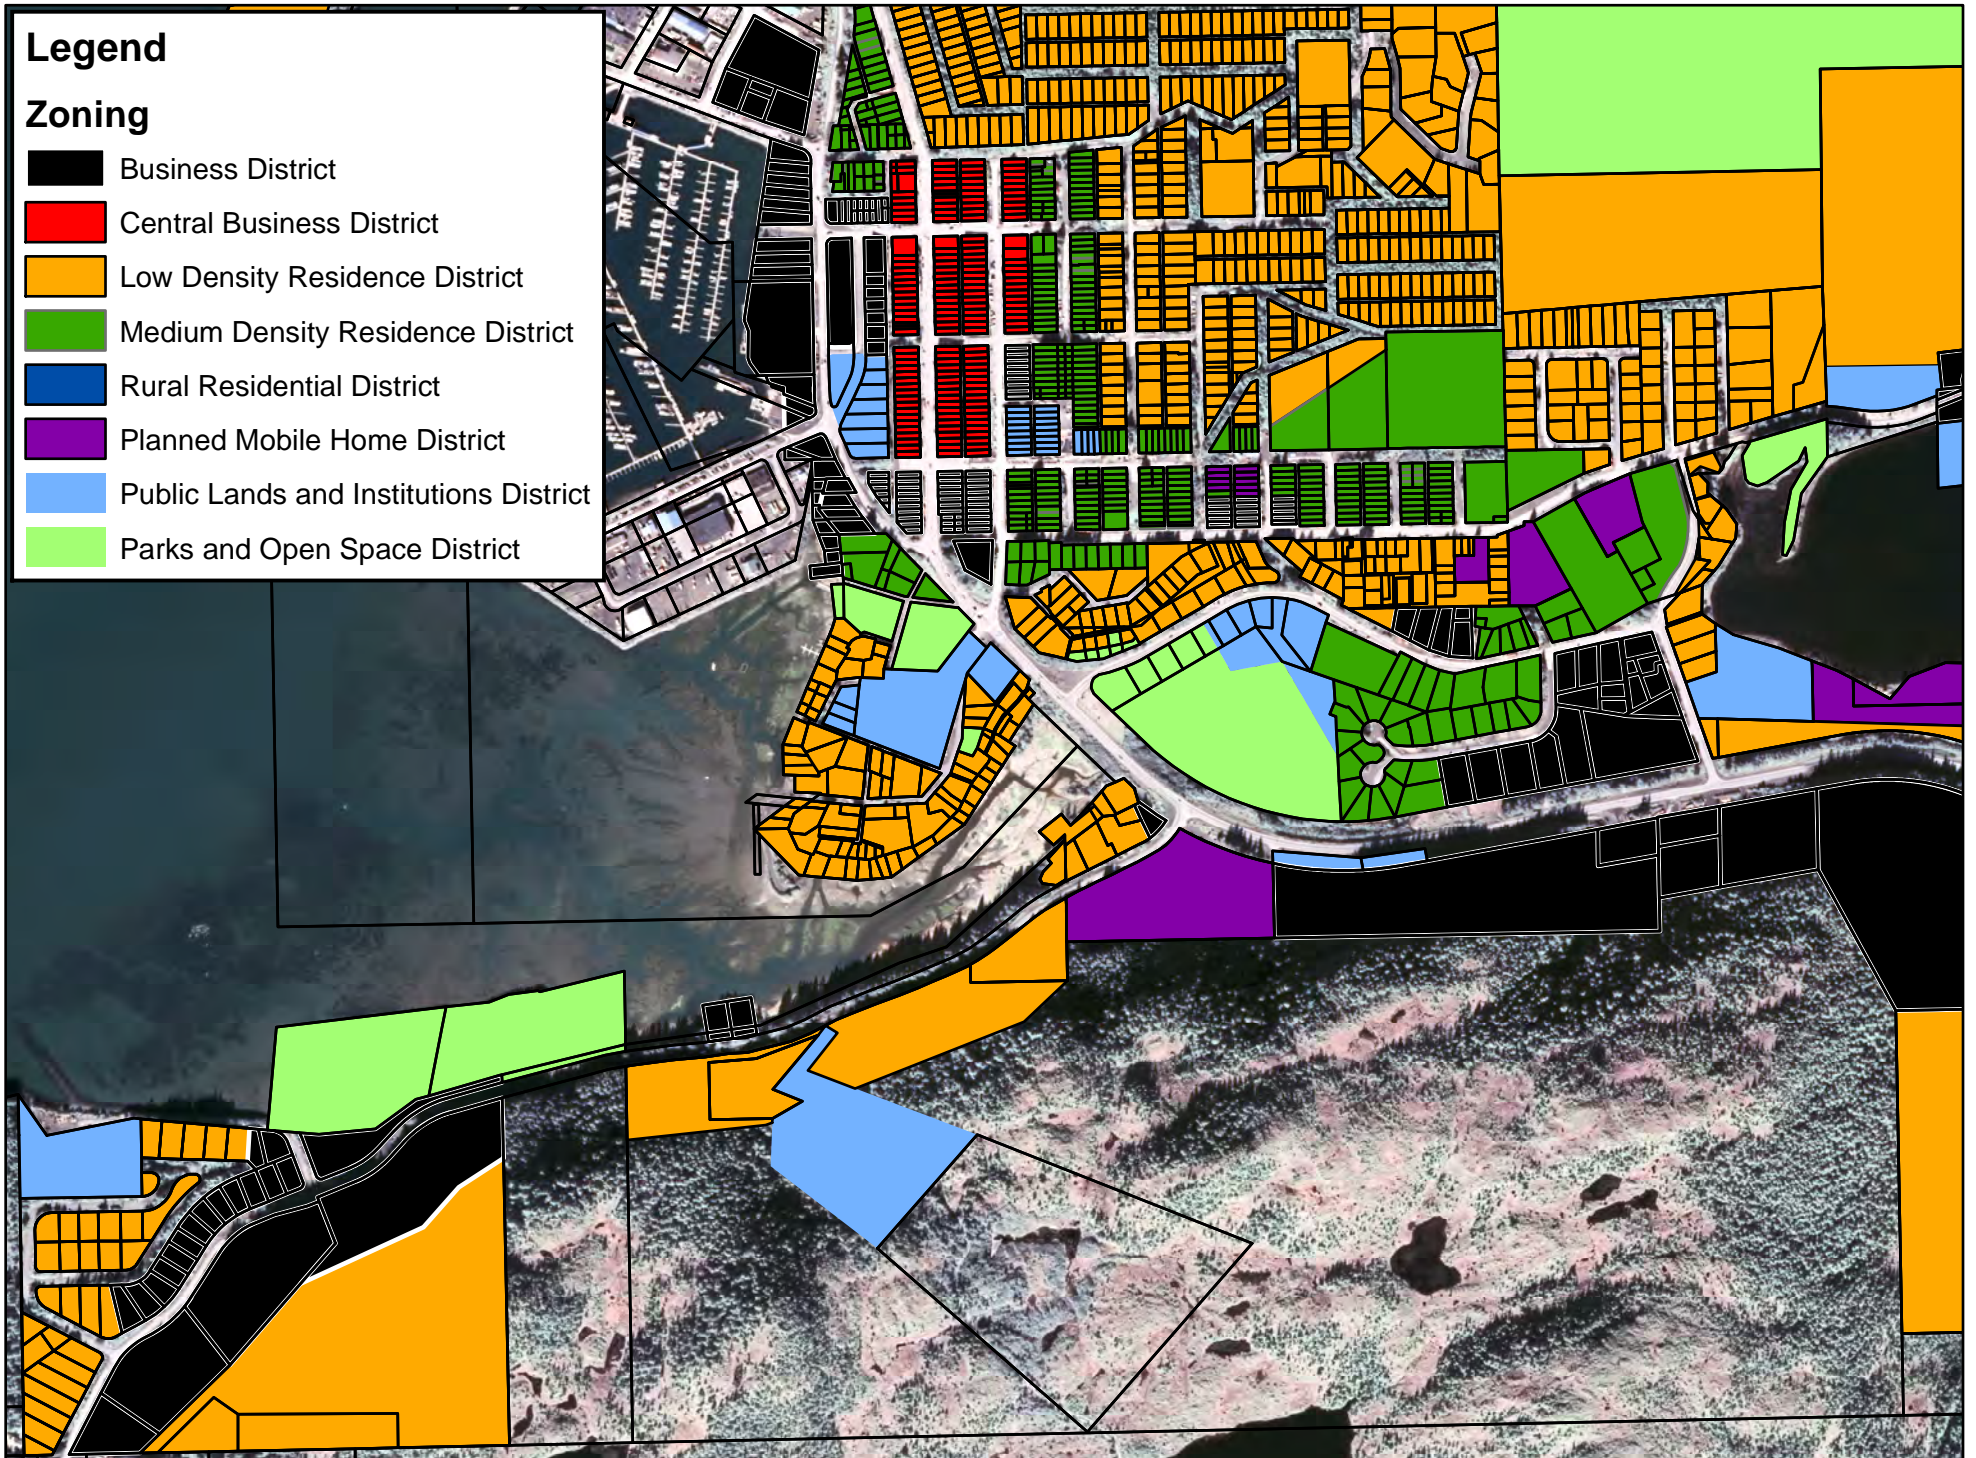 Legend
Zoning
Business District
Central Business District
Low Density Residence District
Medium Density Residence District
Rural Residential District
Planned Mobile Home District
Public Lands and Institutions District
Parks and Open Space District